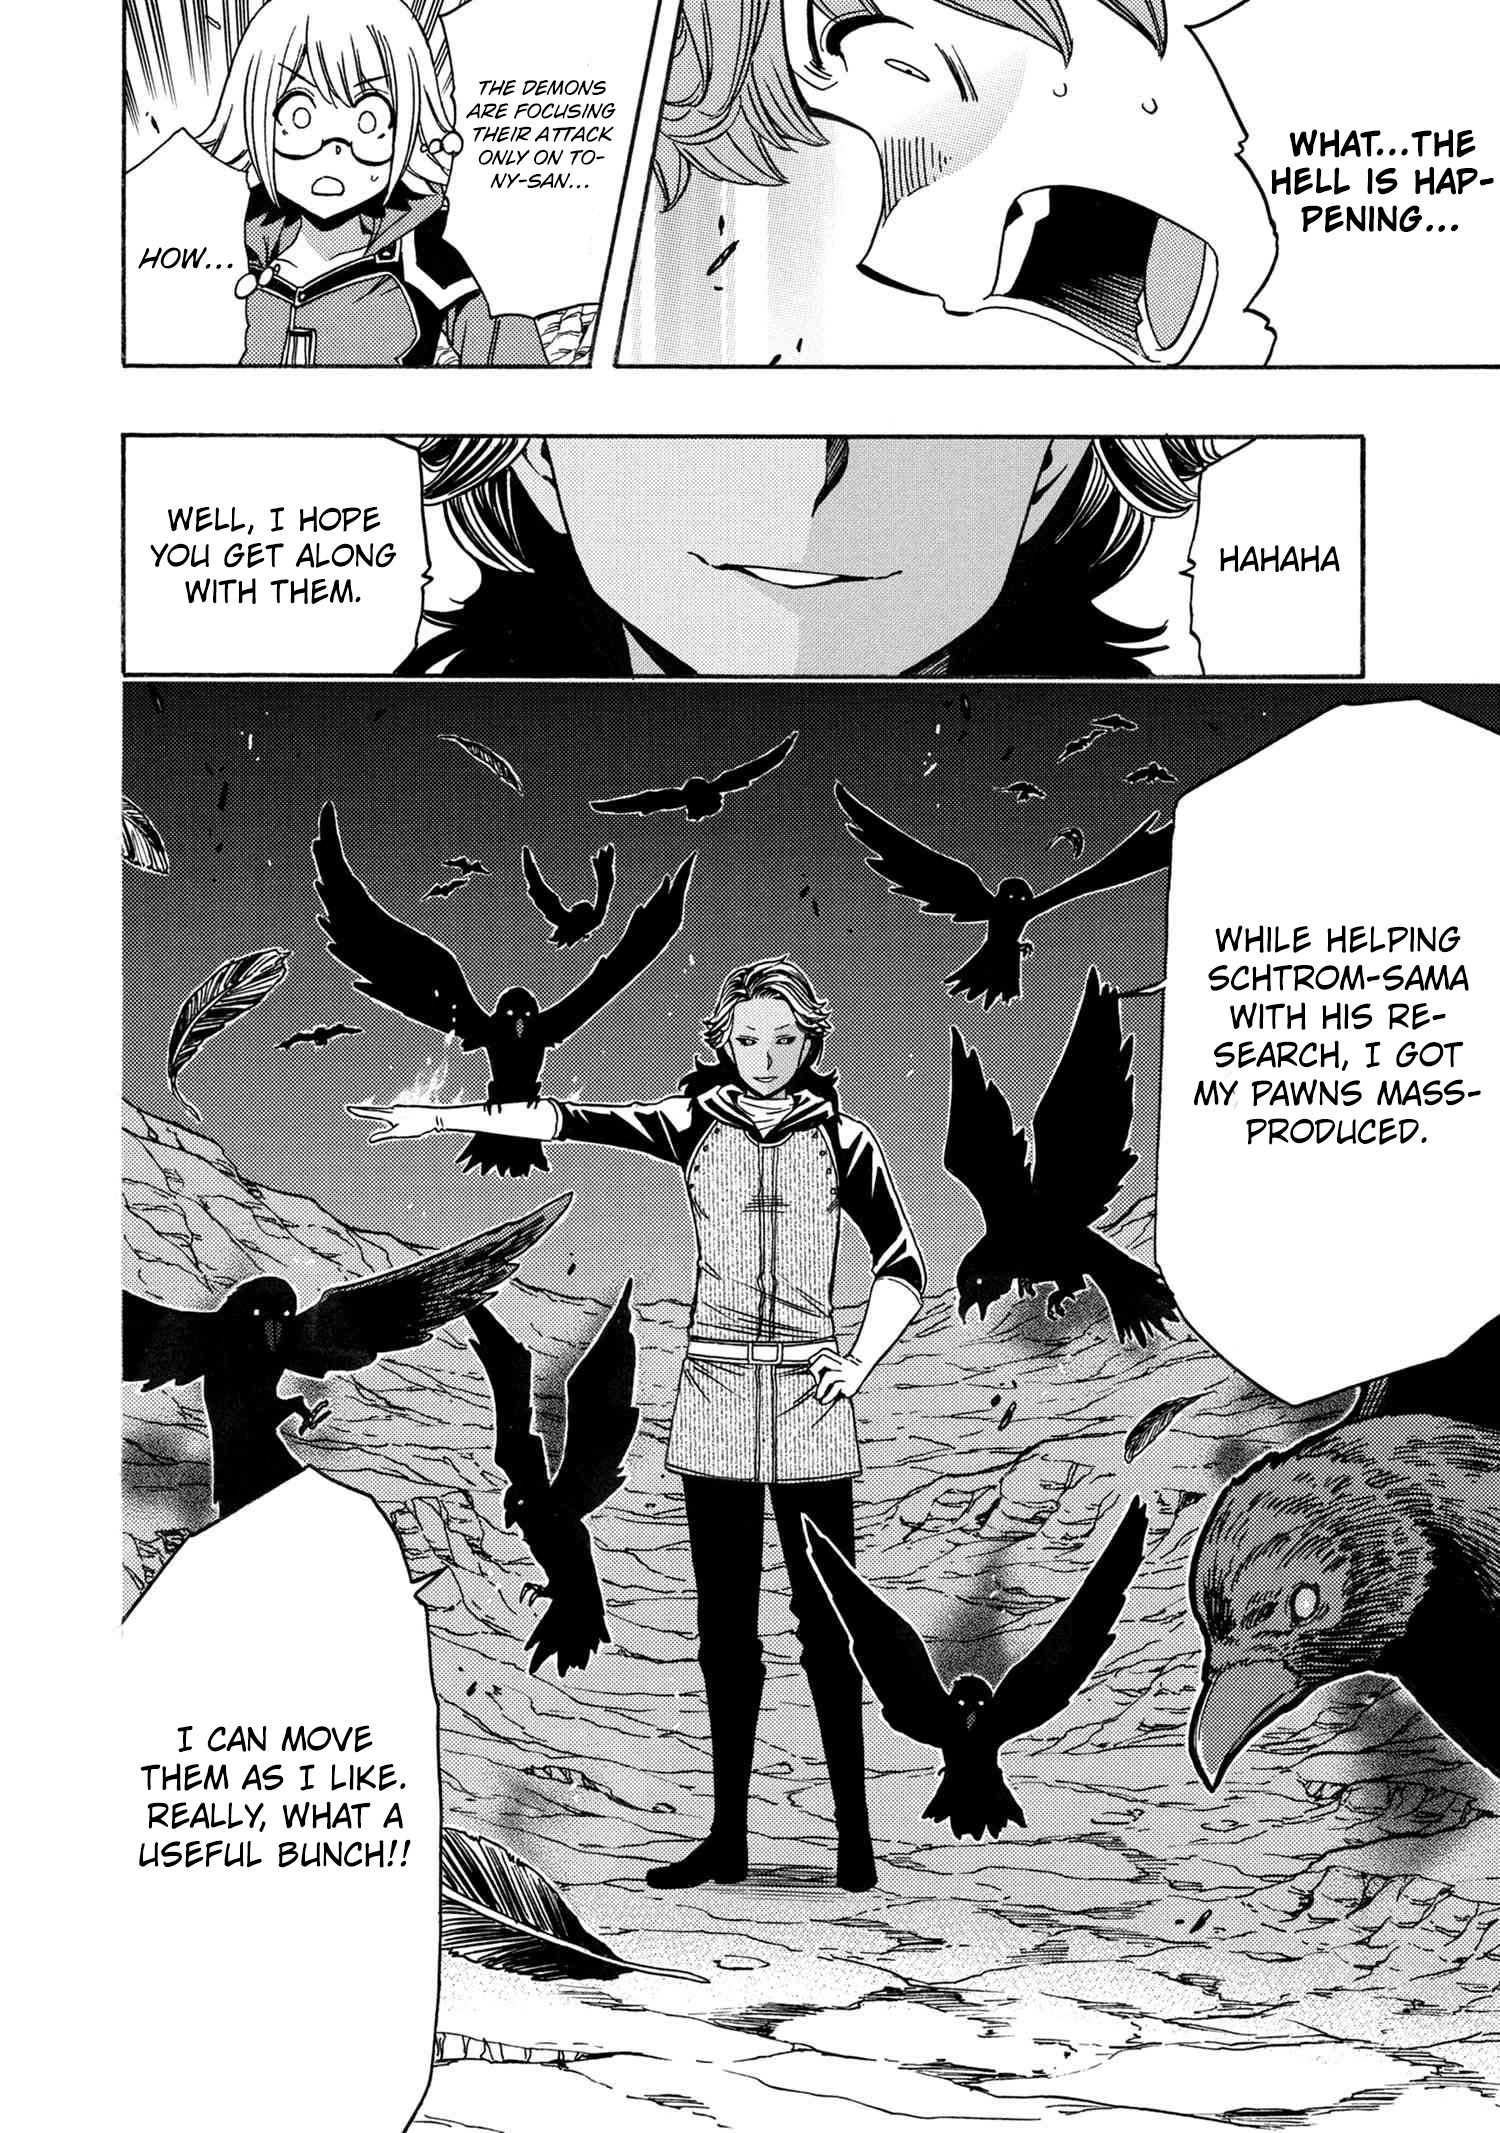 WHAT...THE
HELL IS HAP-
PENING...
THE DEMONS
ARE FOCUSING
THEIR ATTACK
ONLY ON TO-
NY-SAN...
HOW...
HAHAHA
WELL, I HOPE
YOU GET ALONG
WITH THEM.
WHILE HELPING
SCHTROM-SAMA
WITH HIS RE-
SEARCH, I GOT
MY PAWNS MASS-
PRODUCED.
I CAN MOVE
THEM AS I LIKE.
REALLY, WHAT A
USEFUL BUNCH!!